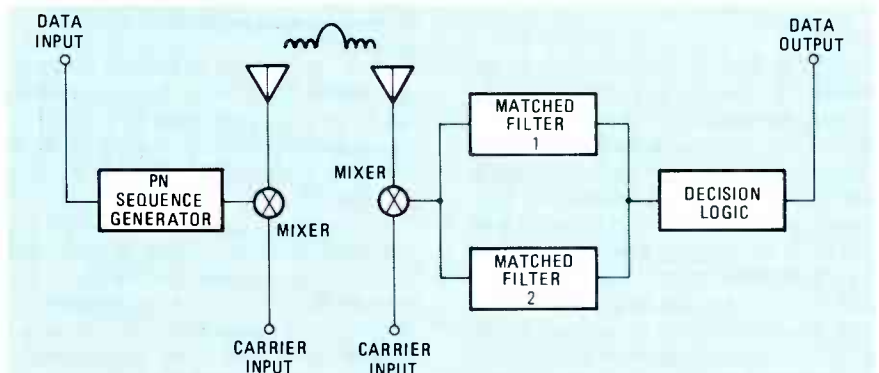 DATA
INPUT
PN
SEQUENCE
GENERATOR
MIXER
CARRIER
INPUT
MIXER
CARRIER
INPUT
MATCHED
FILTER
1
MATCHED
FILTER
2
DECISION
LOGIC
DATA
OUTPUT